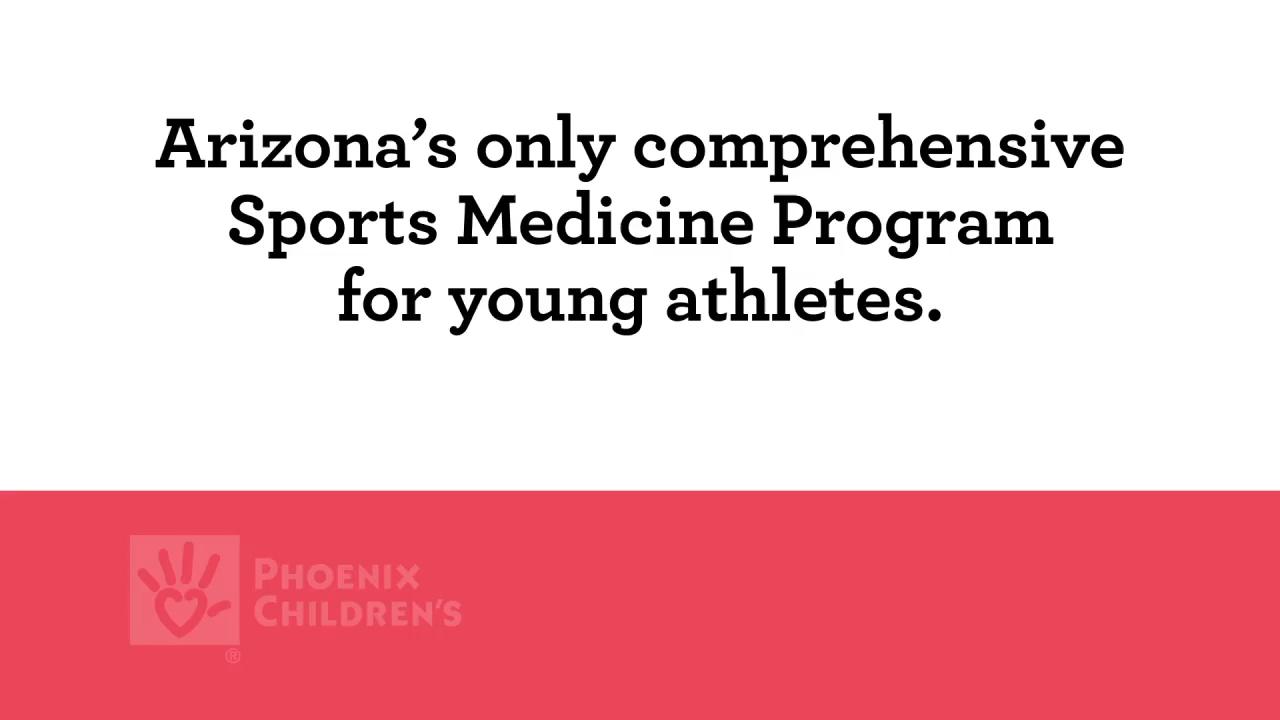 Arizona’s only comprehensive
Sports Medicine Program
for young athletes.
PHOENIX
CHILDREN’S
®